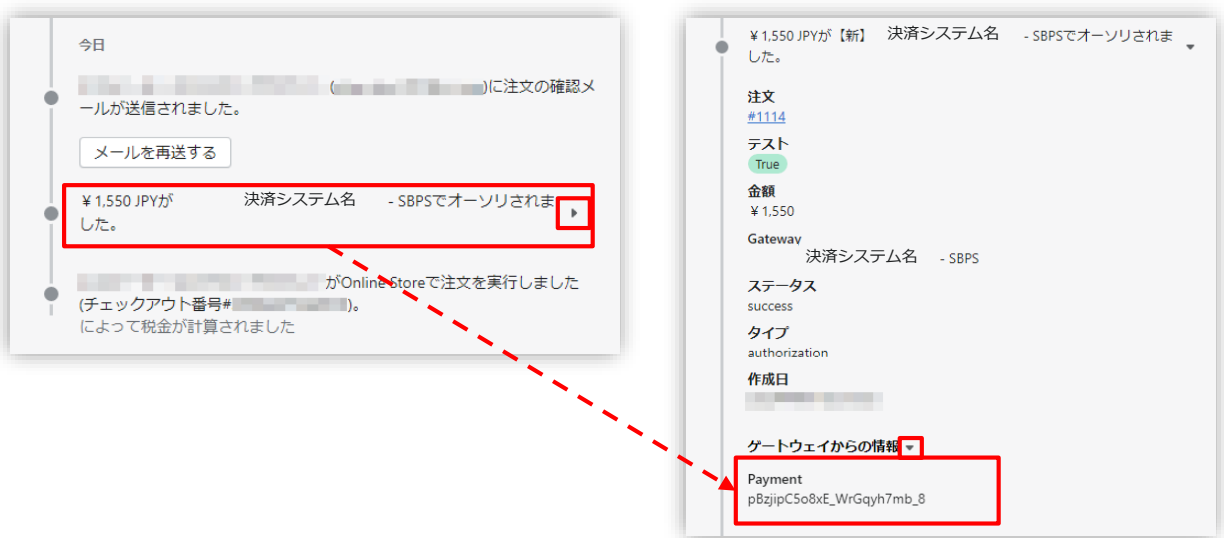 今日
( )に注文の確認メ
ールが送信されました。
メールを再送する
¥1,550 JPYが 決済システム名 - SBPSでオーソリされま
した。
がOnline Storeで注文を実行しました
(チェックアウト番号# )。
によって税金が計算されました
¥1,550 JPYが【新】 決済システム名 - SBPSでオーソリされま
した。
注文
#1114
テスト
True
金額
¥1,550
Gateway
決済システム名 - SBPS
ステータス
success
タイプ
authorization
作成日
ゲートウェイからの情報
Payment
pBzjipC5o8xE_WrGqyh7mb_8